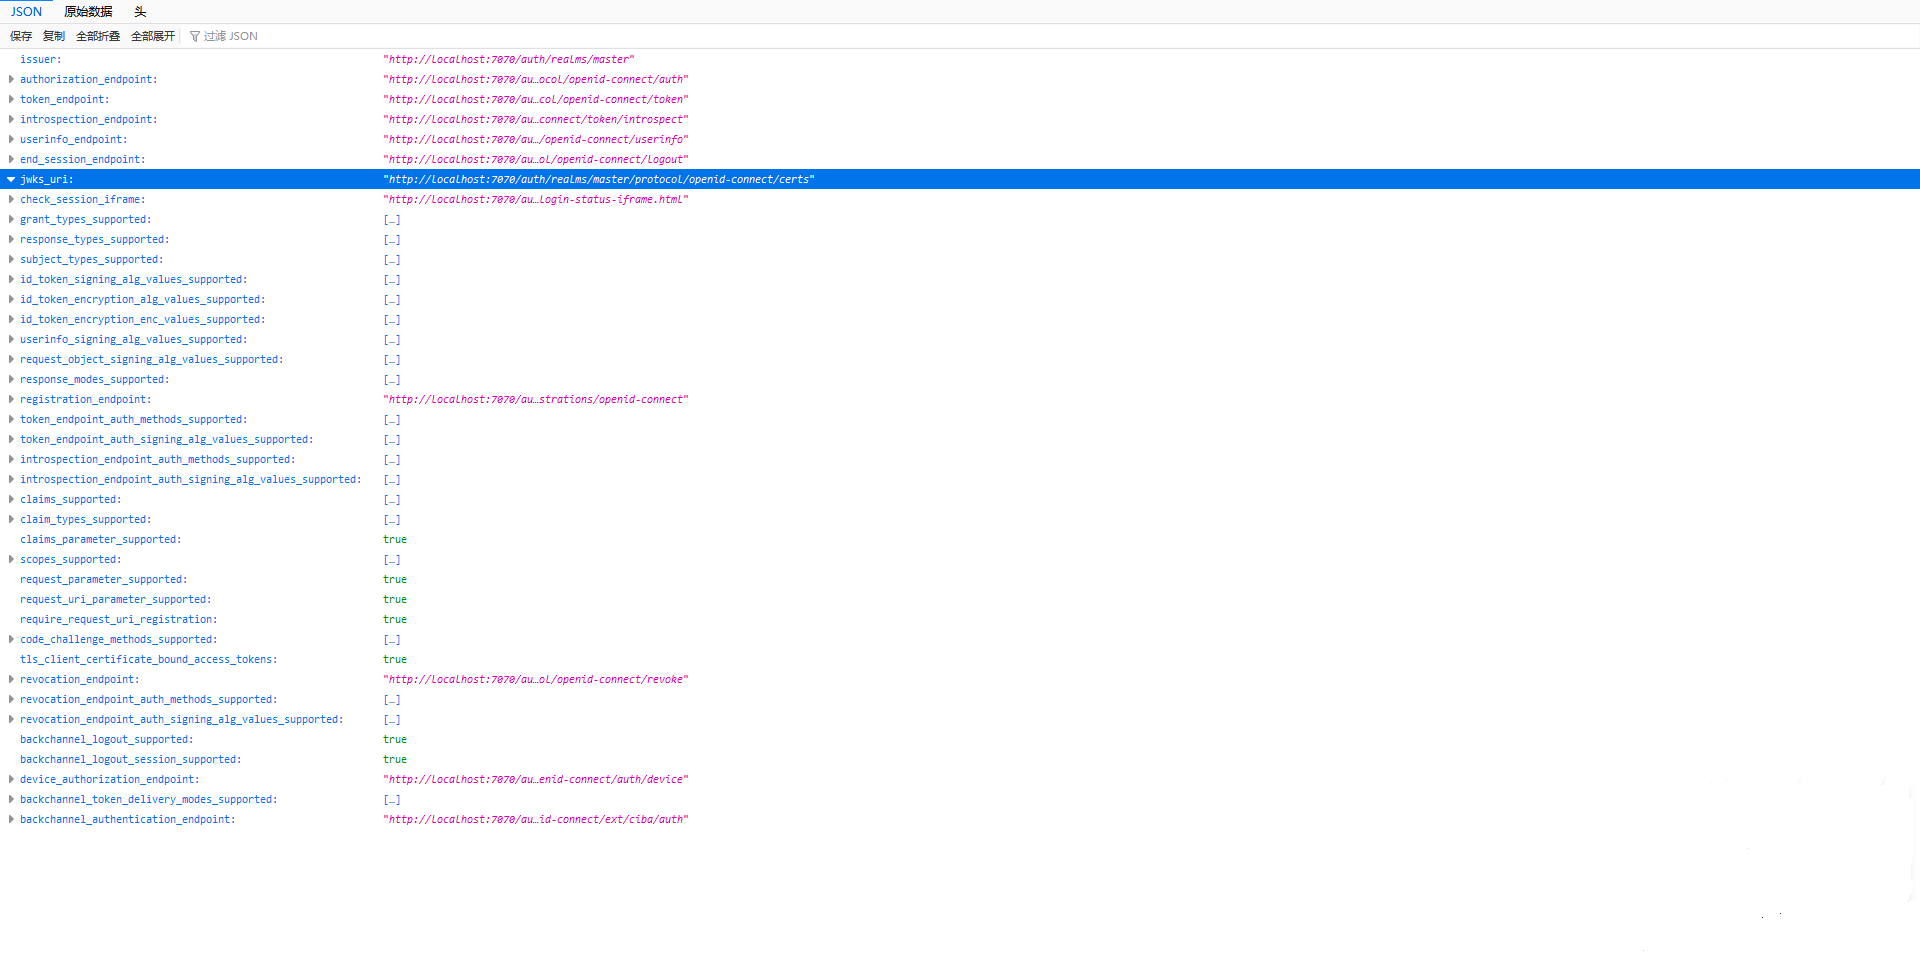 JSON 原始数据 头
保存 复制 全部折叠 全部展开 过滤 JSON
issuer: "http://localhost:7070/auth/realms/master"
authorization_endpoint: "http://localhost:7070/au…ocol/openid-connect/auth"
token_endpoint: "http://localhost:7070/au…col/openid-connect/token"
introspection_endpoint: "http://localhost:7070/au…connect/token/introspect"
userinfo_endpoint: "http://localhost:7070/au…/openid-connect/userinfo"
end_session_endpoint: "http://localhost:7070/au…ol/openid-connect/logout"
jwks_uri: "http://localhost:7070/auth/realms/master/protocol/openid-connect/certs"
check_session_iframe: "http://localhost:7070/au…login-status-iframe.html"
grant_types_supported: […]
response_types_supported: […]
subject_types_supported: […]
id_token_signing_alg_values_supported: […]
id_token_encryption_alg_values_supported: […]
id_token_encryption_enc_values_supported: […]
userinfo_signing_alg_values_supported: […]
request_object_signing_alg_values_supported: […]
response_modes_supported: […]
registration_endpoint: "http://localhost:7070/au…strations/openid-connect"
token_endpoint_auth_methods_supported: […]
token_endpoint_auth_signing_alg_values_supported: […]
introspection_endpoint_auth_methods_supported: […]
introspection_endpoint_auth_signing_alg_values_supported: […]
claims_supported: […]
claim_types_supported: […]
claims_parameter_supported: true
scopes_supported: […]
request_parameter_supported: true
request_uri_parameter_supported: true
require_request_uri_registration: true
code_challenge_methods_supported: […]
tls_client_certificate_bound_access_tokens: true
revocation_endpoint: "http://localhost:7070/au…ol/openid-connect/revoke"
revocation_endpoint_auth_methods_supported: […]
revocation_endpoint_auth_signing_alg_values_supported: […]
backchannel_logout_supported: true
backchannel_logout_session_supported: true
device_authorization_endpoint: "http://localhost:7070/au…enid-connect/auth/device"
backchannel_token_delivery_modes_supported: […]
backchannel_authentication_endpoint: "http://localhost:7070/au…id-connect/ext/ciba/auth"